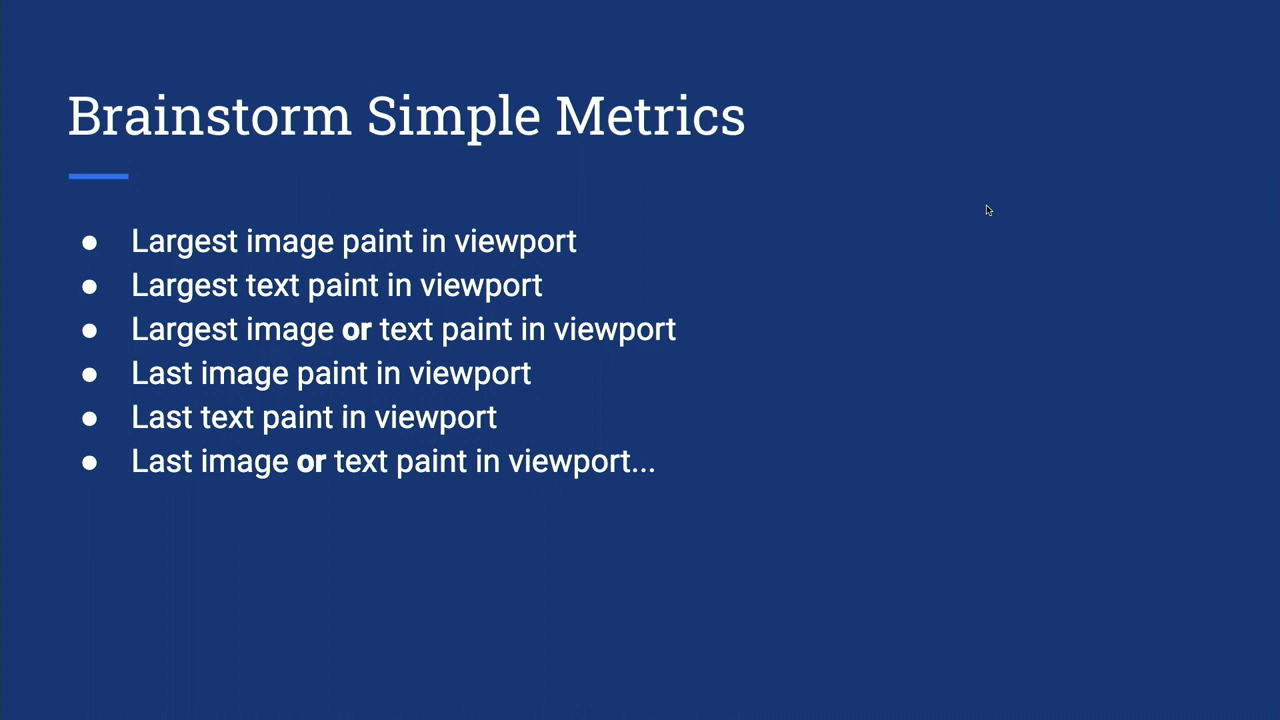 Brainstorm Simple Metrics
● Largest image paint in viewport
● Largest text paint in viewport
● Largest image or text paint in viewport
● Last image paint in viewport
● Last text paint in viewport
● Last image or text paint in viewport...